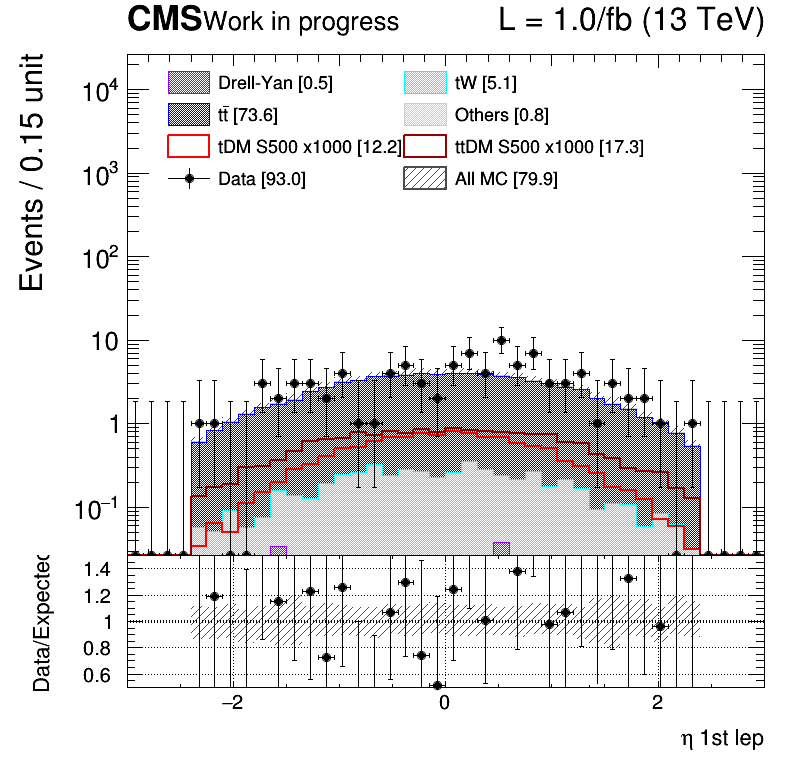 CMS Work in progress L = 1.0/fb (13 TeV)
Events / 0.15 unit
Drell-Yan [0.5] tW [5.1]
tt̄ [73.6] Others [0.8]
tDM S500 x1000 [12.2] ttDM S500 x1000 [17.3]
Data [93.0] All MC [79.9]
10⁴
10³
10²
10
1
10⁻¹
Data/Expected
1.4
1.2
1
0.8
0.6
−2 0 2
η 1st lep